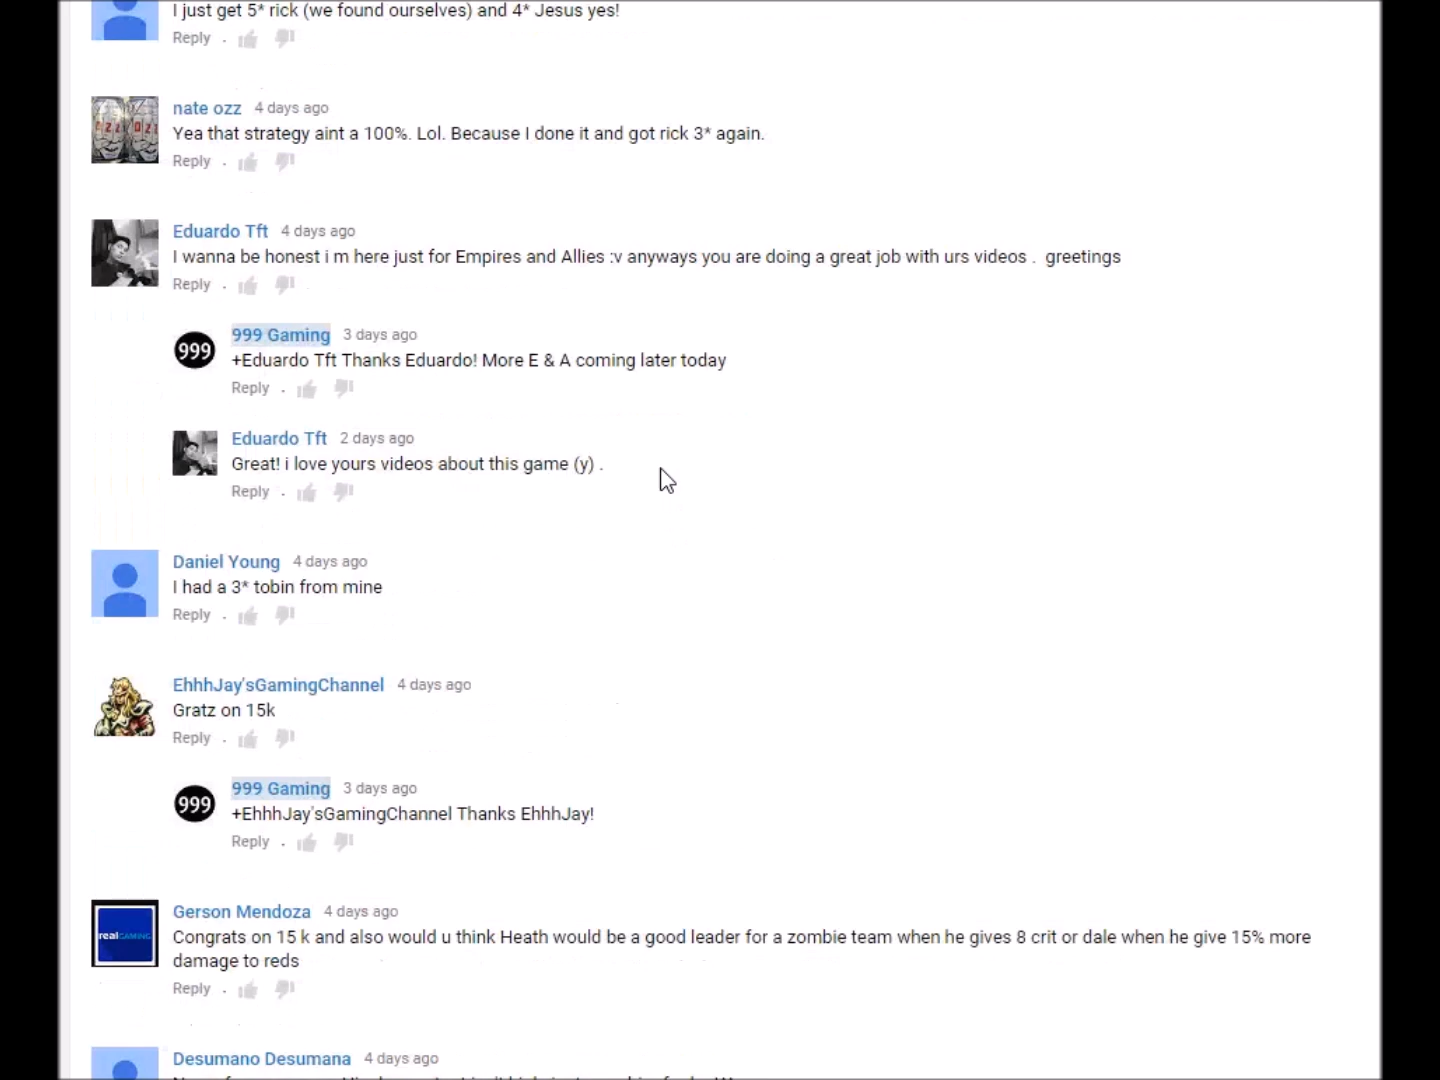 I just get 5* rick (we found ourselves) and 4* Jesus yes!
Reply .
nate ozz 4 days ago
Yea that strategy aint a 100%. Lol. Because I done it and got rick 3* again.
Reply .
Eduardo Tft 4 days ago
I wanna be honest i m here just for Empires and Allies :v anyways you are doing a great job with urs videos . greetings
Reply .
999 Gaming 3 days ago
999
+Eduardo Tft Thanks Eduardo! More E & A coming later today
Reply .
Eduardo Tft 2 days ago
Great! i love yours videos about this game (y) .
Reply .
Daniel Young 4 days ago
I had a 3* tobin from mine
Reply .
EhhhJay'sGamingChannel 4 days ago
Gratz on 15k
Reply .
999 Gaming 3 days ago
999
+EhhhJay'sGamingChannel Thanks EhhhJay!
Reply .
Gerson Mendoza 4 days ago
realGAMING
Congrats on 15 k and also would u think Heath would be a good leader for a zombie team when he gives 8 crit or dale when he give 15% more
damage to reds
Reply .
Desumano Desumana 4 days ago